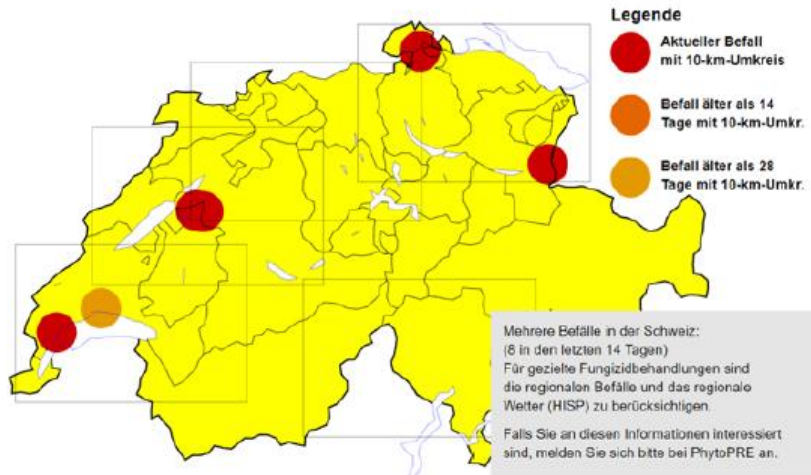 Legende
Aktueller Befall
mit 10-km-Umkreis
Befall älter als 14
Tage mit 10-km-Umkr.
Befall älter als 28
Tage mit 10-km-Umkr.
Mehrere Befälle in der Schweiz:
(8 in den letzten 14 Tagen)
Für gezielte Fungizidbehandlungen sind
die regionalen Befälle und das regionale
Wetter (HISP) zu berücksichtigen.
Falls Sie an diesen Informationen interessiert
sind, melden Sie sich bitte bei PhytoPRE an.